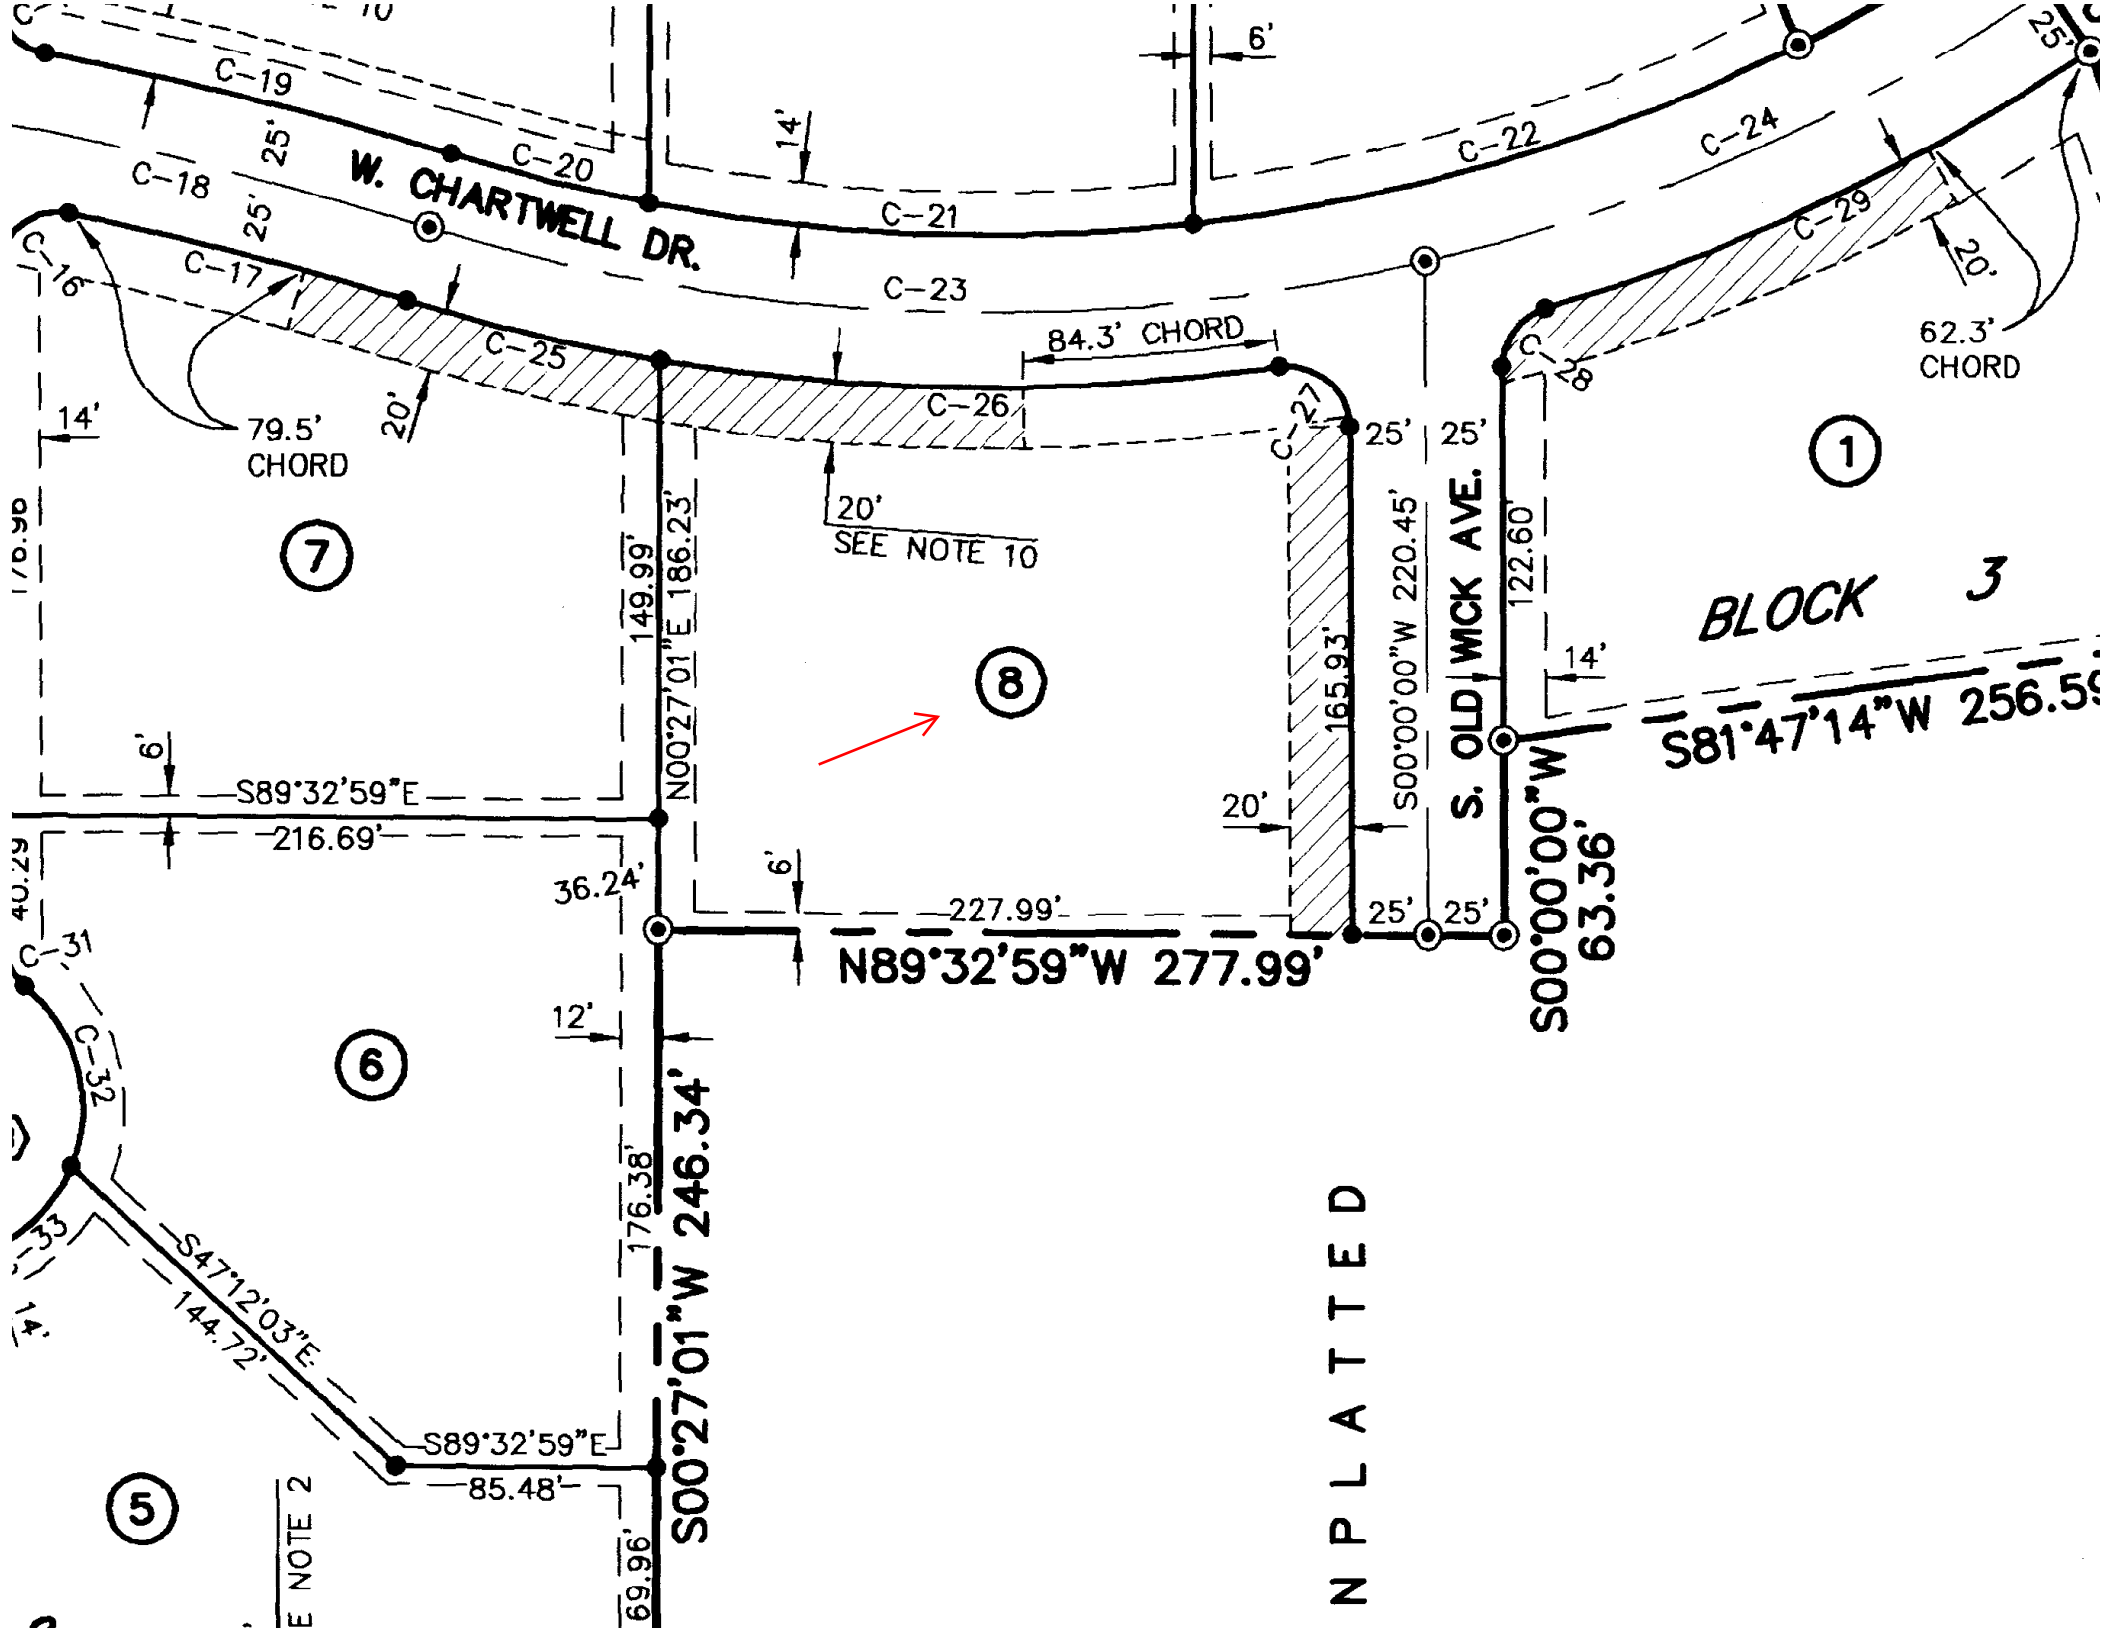 10
C-19
C-20
6'
14'
C-22
C-24
25'
25'
C-18
W. CHARTWELL DR.
C-21
25'
C-16
C-17
C-23
C-29
20'
C-25
84.3' CHORD
62.3'
CHORD
C-28
C-26
C-27
14'
20'
79.5'
CHORD
25'
25'
1
20'
SEE NOTE 10
7
149.99'
N00°27'01"E 186.23'
8
165.93'
S00°00'00"W 220.45'
S. OLD WICK AVE.
122.60'
BLOCK 3
14'
S81°47'14"W 256.59
6'
S89°32'59"E
216.69'
20'
S00°00'00"W
63.36'
40.29
36.24'
6'
227.99'
25'
25'
N89°32'59"W 277.99'
C-31
12'
C-32
6
176.38'
S00°27'01"W 246.34'
33
14'
S47°12'03"E
144.72'
S89°32'59"E
85.48'
5
E NOTE 2
69.96'
NPLATTED